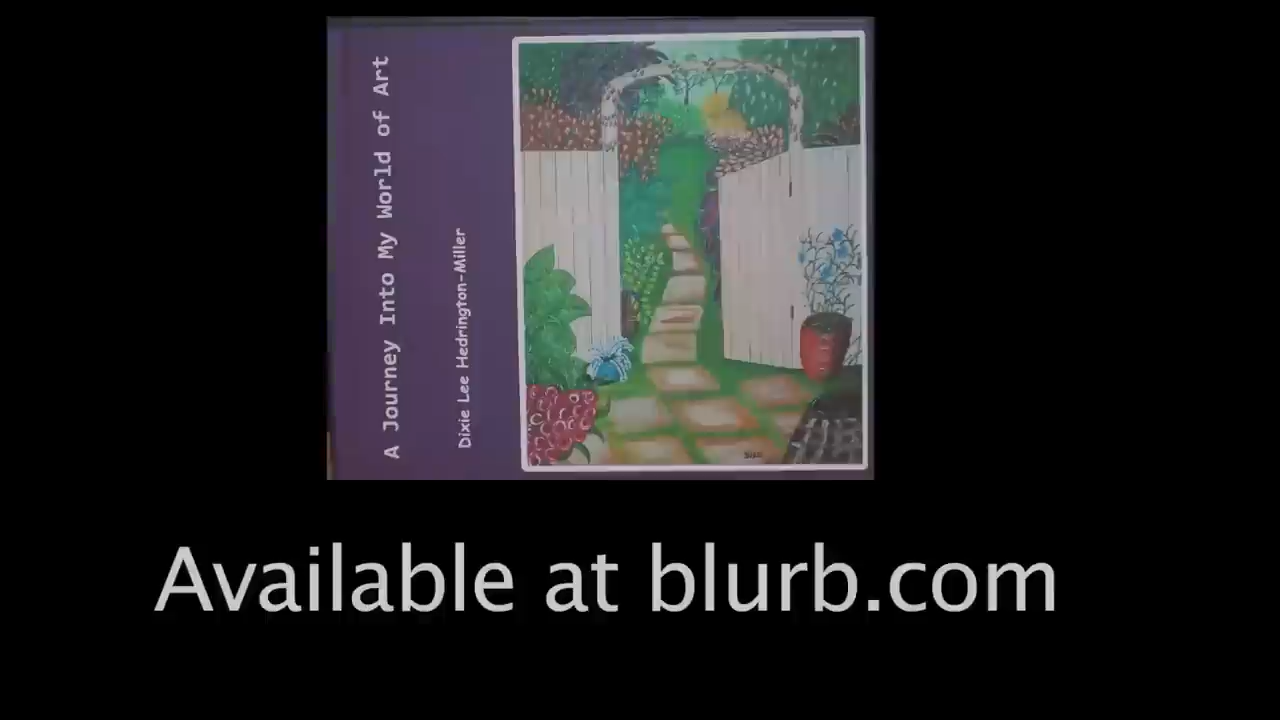 A Journey Into My World of Art
Dixie Lee Hedrington-Miller
Available at blurb.com